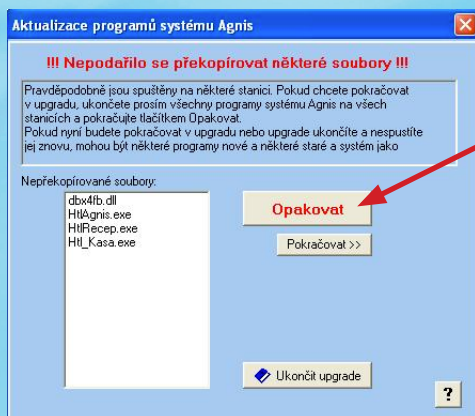 Aktualizace programů systému Agnis
!!! Nepodařilo se překopírovat některé soubory !!!
Pravděpodobně jsou spuštěny na některé stanici. Pokud chcete pokračovat
v upgradu, ukončete prosím všechny programy systému Agnis na všech
stanicích a pokračujte tlačítkem Opakovat.
Pokud nyní budete pokračovat v upgradu nebo upgrade ukončíte a nespustíte
jej znovu, mohou být některé programy nové a některé staré a systém jako
Nepřekopírované soubory:
dbx4fb.dll
HtlAgnis.exe
HtlRecep.exe
Htl_Kasa.exe
Opakovat
Pokračovat >>
Ukončit upgrade
?